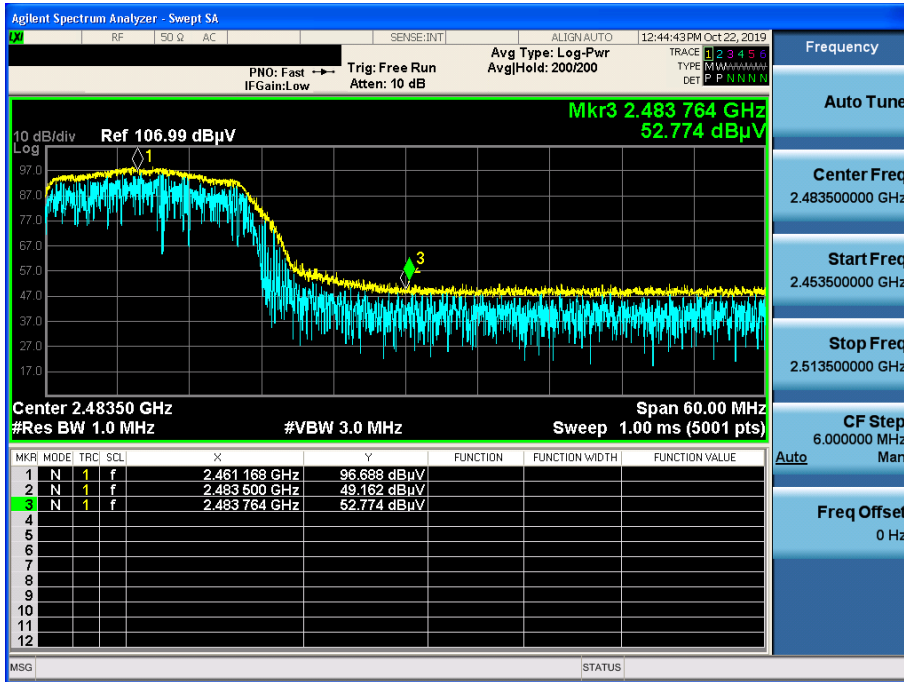 Agilent Spectrum Analyzer - Swept SA
LXI RF 50 Ω AC SENSE:INT ALIGN AUTO 12:44:43 PM Oct 22, 2019
PNO: Fast Trig: Free Run Avg Type: Log-Pwr TRACE 1 2 3 4 5 6
IFGain:Low Atten: 10 dB Avg|Hold: 200/200 TYPE M WWWWWW
DET P P N N N N
Frequency
Auto Tune
Center Freq
2.483500000 GHz
Start Freq
2.453500000 GHz
Stop Freq
2.513500000 GHz
CF Step
6.000000 MHz
Auto Man
Freq Offset
0 Hz
Mkr3 2.483 764 GHz
52.774 dBµV
10 dB/div Ref 106.99 dBµV
Log
97.0
87.0
77.0
67.0
57.0
47.0
37.0
27.0
17.0
1
3
Center 2.48350 GHz Span 60.00 MHz
#Res BW 1.0 MHz #VBW 3.0 MHz Sweep 1.00 ms (5001 pts)
MKR MODE TRC SCL X Y FUNCTION FUNCTION WIDTH FUNCTION VALUE
1 N 1 f 2.461 168 GHz 96.688 dBµV
2 N 1 f 2.483 500 GHz 49.162 dBµV
3 N 1 f 2.483 764 GHz 52.774 dBµV
4
5
6
7
8
9
10
11
12
MSG STATUS